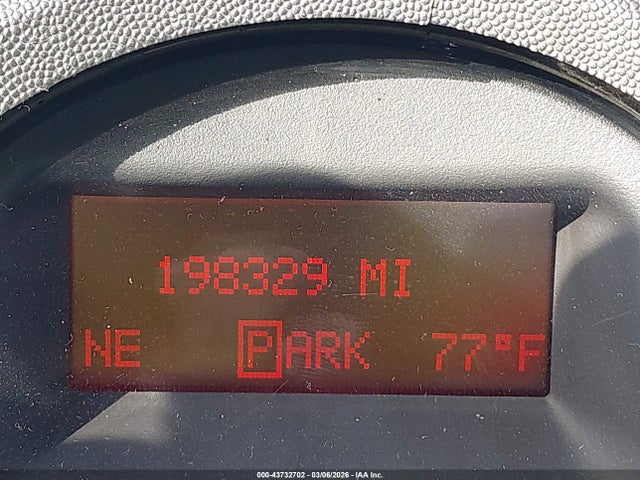 198329 MI
NE PARK 77°F
000-43732702 - 03/06/2026 - IAA Inc.